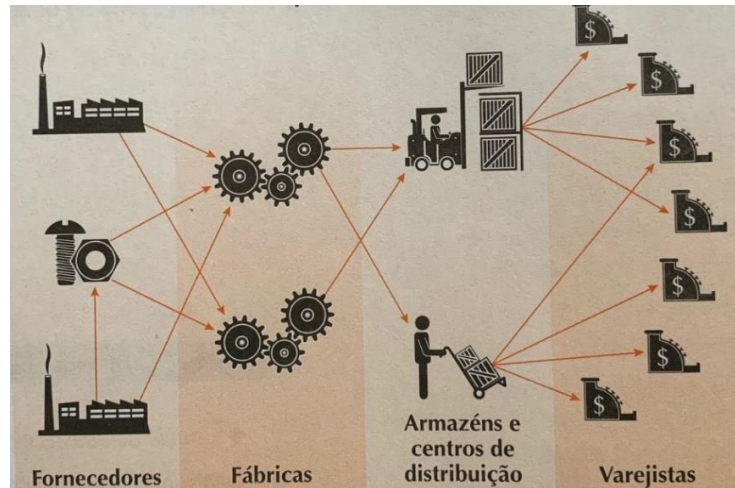 $
$
$
$
$
$
$
Armazéns e
centros de
distribuição
Fornecedores
Fábricas
Varejistas